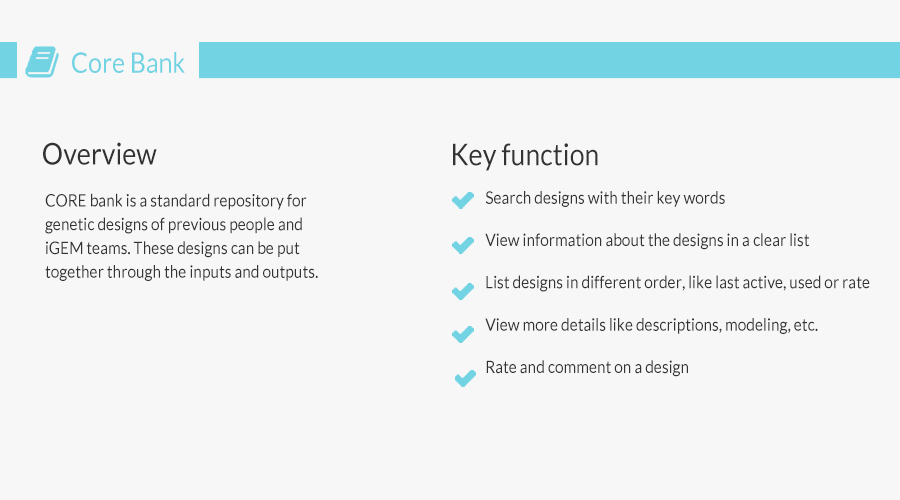 Core Bank
Overview
CORE bank is a standard repository for
genetic designs of previous people and
iGEM teams. These designs can be put
together through the inputs and outputs.
Key function
Search designs with their key words
View information about the designs in a clear list
List designs in different order, like last active, used or rate
View more details like descriptions, modeling, etc.
Rate and comment on a design